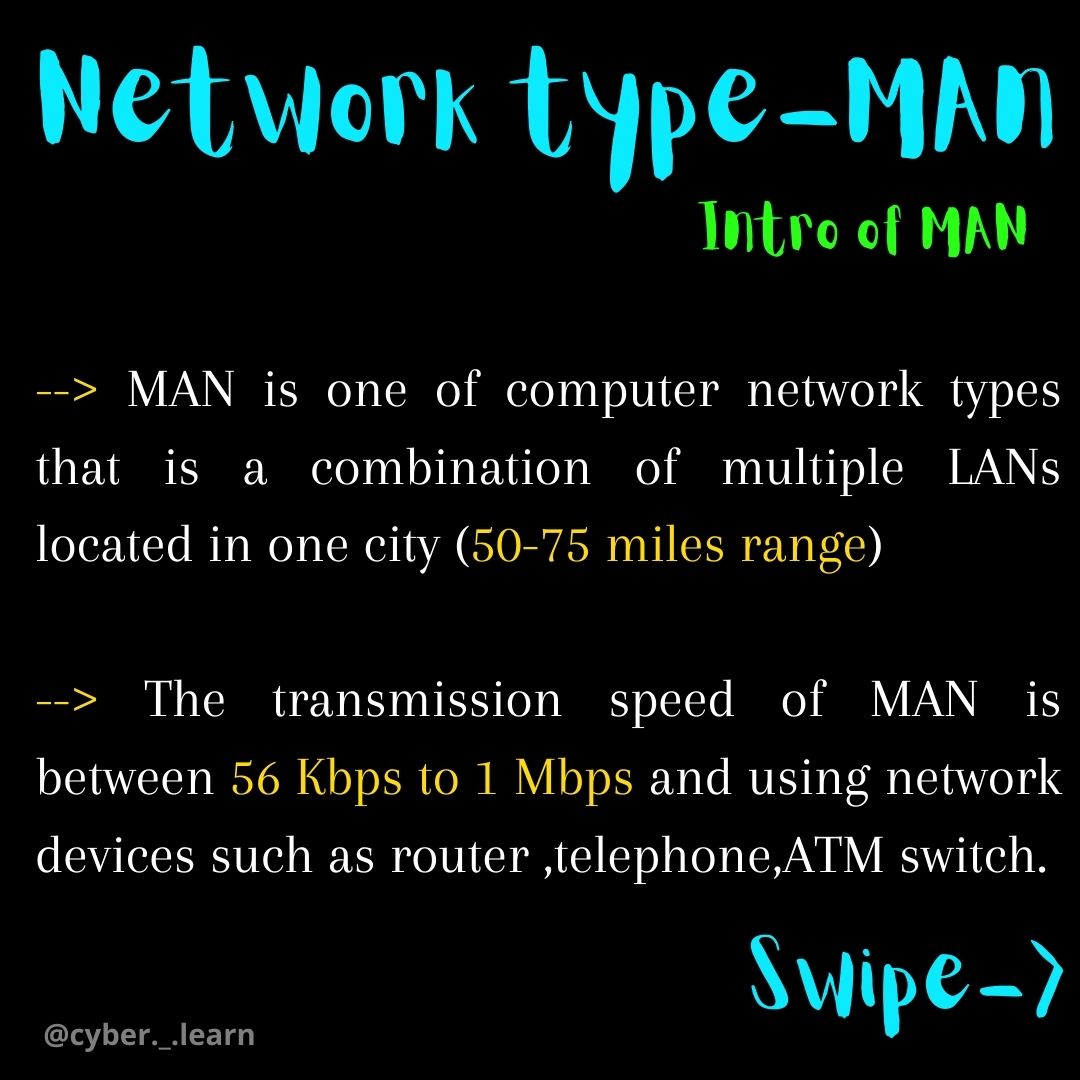 Network type-MAN
Intro of MAN
--> MAN is one of computer network types
that is a combination of multiple LANs
located in one city (50-75 miles range)
--> The transmission speed of MAN is
between 56 Kbps to 1 Mbps and using network
devices such as router ,telephone,ATM switch.
Swipe->
@cyber._.learn